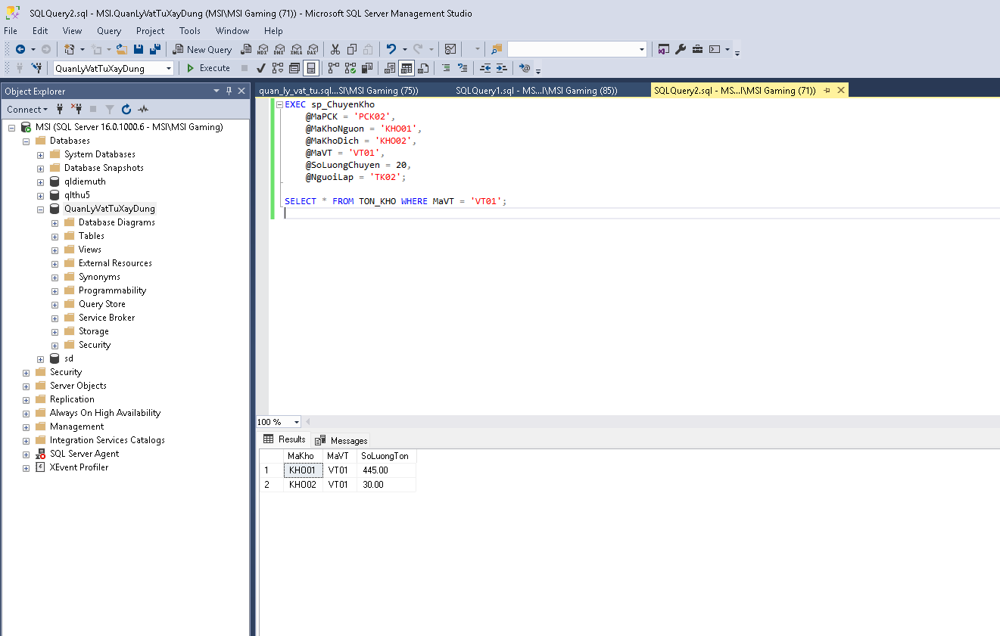 SQLQuery2.sql - MSI.QuanLyVatTuXayDung (MSI\MSI Gaming (71)) - Microsoft SQL Server Management Studio
File Edit View Query Project Tools Window Help
New Query MDX DMX XMLA DAX
QuanLyVatTuXayDung Execute
Object Explorer
Connect
MSI (SQL Server 16.0.1000.6 - MSI\MSI Gaming)
Databases
System Databases
Database Snapshots
qldiemuth
qlthu5
QuanLyVatTuXayDung
Database Diagrams
Tables
Views
External Resources
Synonyms
Programmability
Query Store
Service Broker
Storage
Security
sd
Security
Server Objects
Replication
Always On High Availability
Management
Integration Services Catalogs
SQL Server Agent
XEvent Profiler
quan_ly_vat_tu.sql...SI\MSI Gaming (75)) SQLQuery1.sql - MS...I\MSI Gaming (85)) SQLQuery2.sql - MS...I\MSI Gaming (71))
EXEC sp_ChuyenKho
@MaPCK = 'PCK02',
@MaKhoNguon = 'KHO01',
@MaKhoDich = 'KHO02',
@MaVT = 'VT01',
@SoLuongChuyen = 20,
@NguoiLap = 'TK02';
SELECT * FROM TON_KHO WHERE MaVT = 'VT01';
100 %
Results Messages
MaKho MaVT SoLuongTon
1 KHO01 VT01 445.00
2 KHO02 VT01 30.00